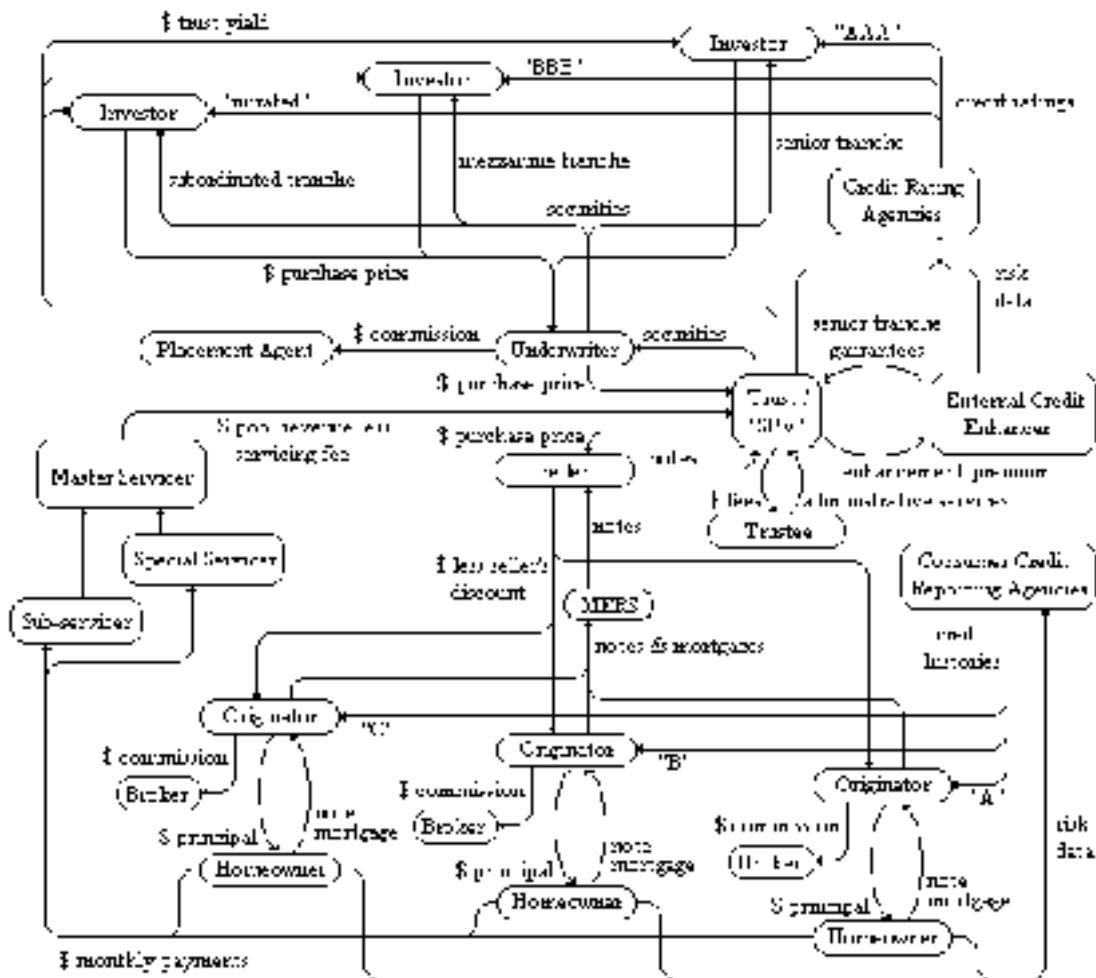 $ trust yield
Investor
"AAA"
Investor
"BBB"
Investor
"unrated"
credit ratings
mezzanine tranche
senior tranche
subordinated tranche
Credit Rating
Agencies
securities
$ purchase price
risk
data
$ commission
securities
senior tranche
guarantees
Placement Agent
Underwriter
$ purchase price
Trust /
External Credit
Enhancer
$ pool revenue less
servicing fee
$ purchase price
notes
Seller
enhancement premium
Master Servicer
$ fees
administrative services
notes
Trustee
Special Servicer
$ less seller's
discount
Consumer Credit
Reporting Agencies
MERS
Sub-servicer
notes & mortgages
credit
histories
Originator
"C"
$ commission
Originator
"B"
Broker
$ commission
Originator
"A"
Broker
note
mortgage
$ principal
$ commission
risk
data
Homeowner
note
mortgage
$ principal
Broker
Homeowner
note
mortgage
$ principal
Homeowner
$ monthly payments